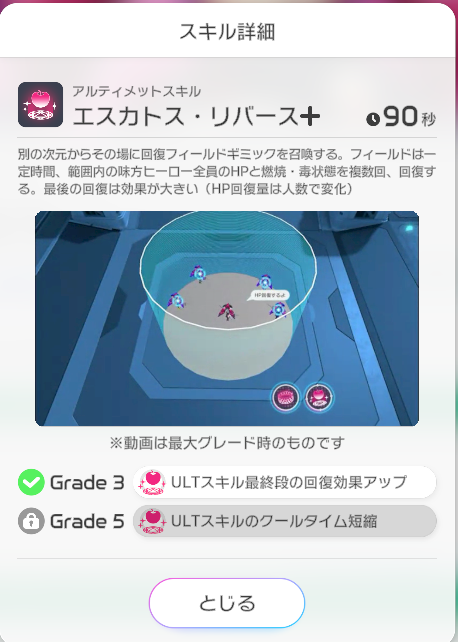 スキル詳細
アルティメットスキル
エスカトス・リバース+
90秒
別の次元からその場に回復フィールドギミックを召喚する。フィールドは一
定時間、範囲内の味方ヒーロー全員のHPと燃焼・毒状態を複数回、回復す
る。最後の回復は効果が大きい（HP回復量は人数で変化）
HP回復するよ
※動画は最大グレード時のものです
Grade 3 ULTスキル最終段の回復効果アップ
Grade 5 ULTスキルのクールタイム短縮
とじる